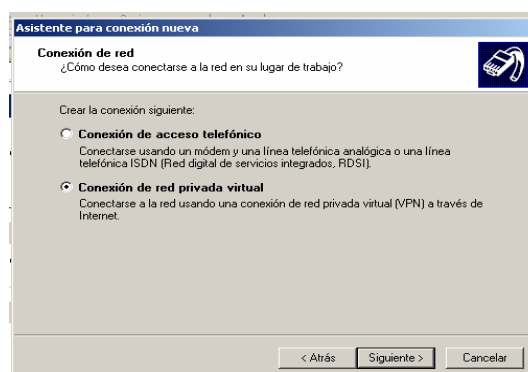 Asistente para conexión nueva
Conexión de red
¿Cómo desea conectarse a la red en su lugar de trabajo?
Crear la conexión siguiente:
Conexión de acceso telefónico
Conectarse usando un módem y una línea telefónica analógica o una línea
telefónica ISDN (Red digital de servicios integrados, RDSI).
Conexión de red privada virtual
Conectarse a la red usando una conexión de red privada virtual (VPN) a través de
Internet.
< Atrás
Siguiente >
Cancelar